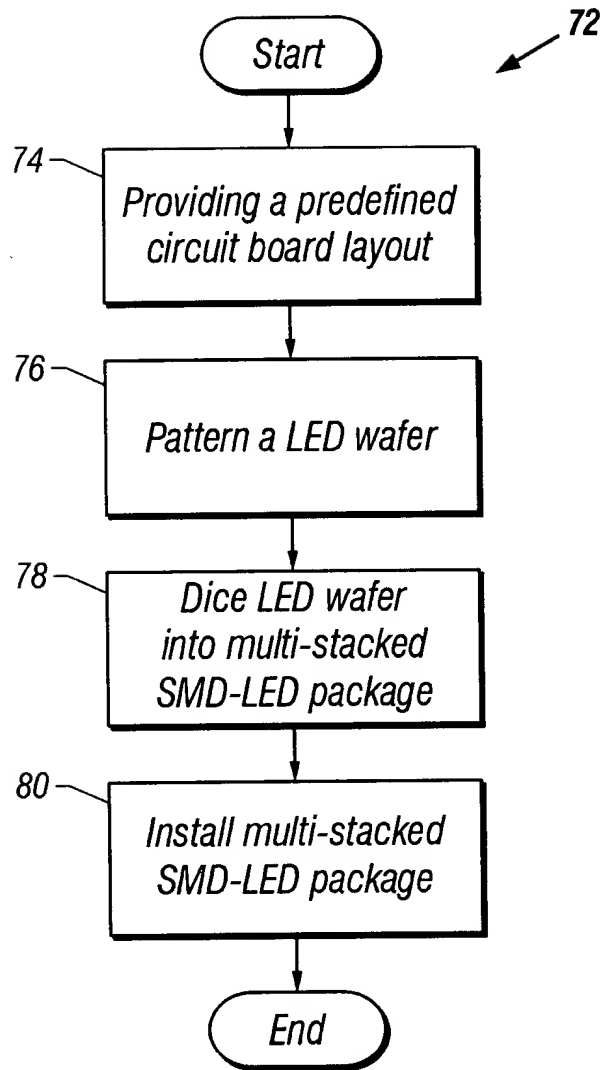 72
Start
74
Providing a predefined
circuit board layout
76
Pattern a LED wafer
78
Dice LED wafer
into multi-stacked
SMD-LED package
80
Install multi-stacked
SMD-LED package
End